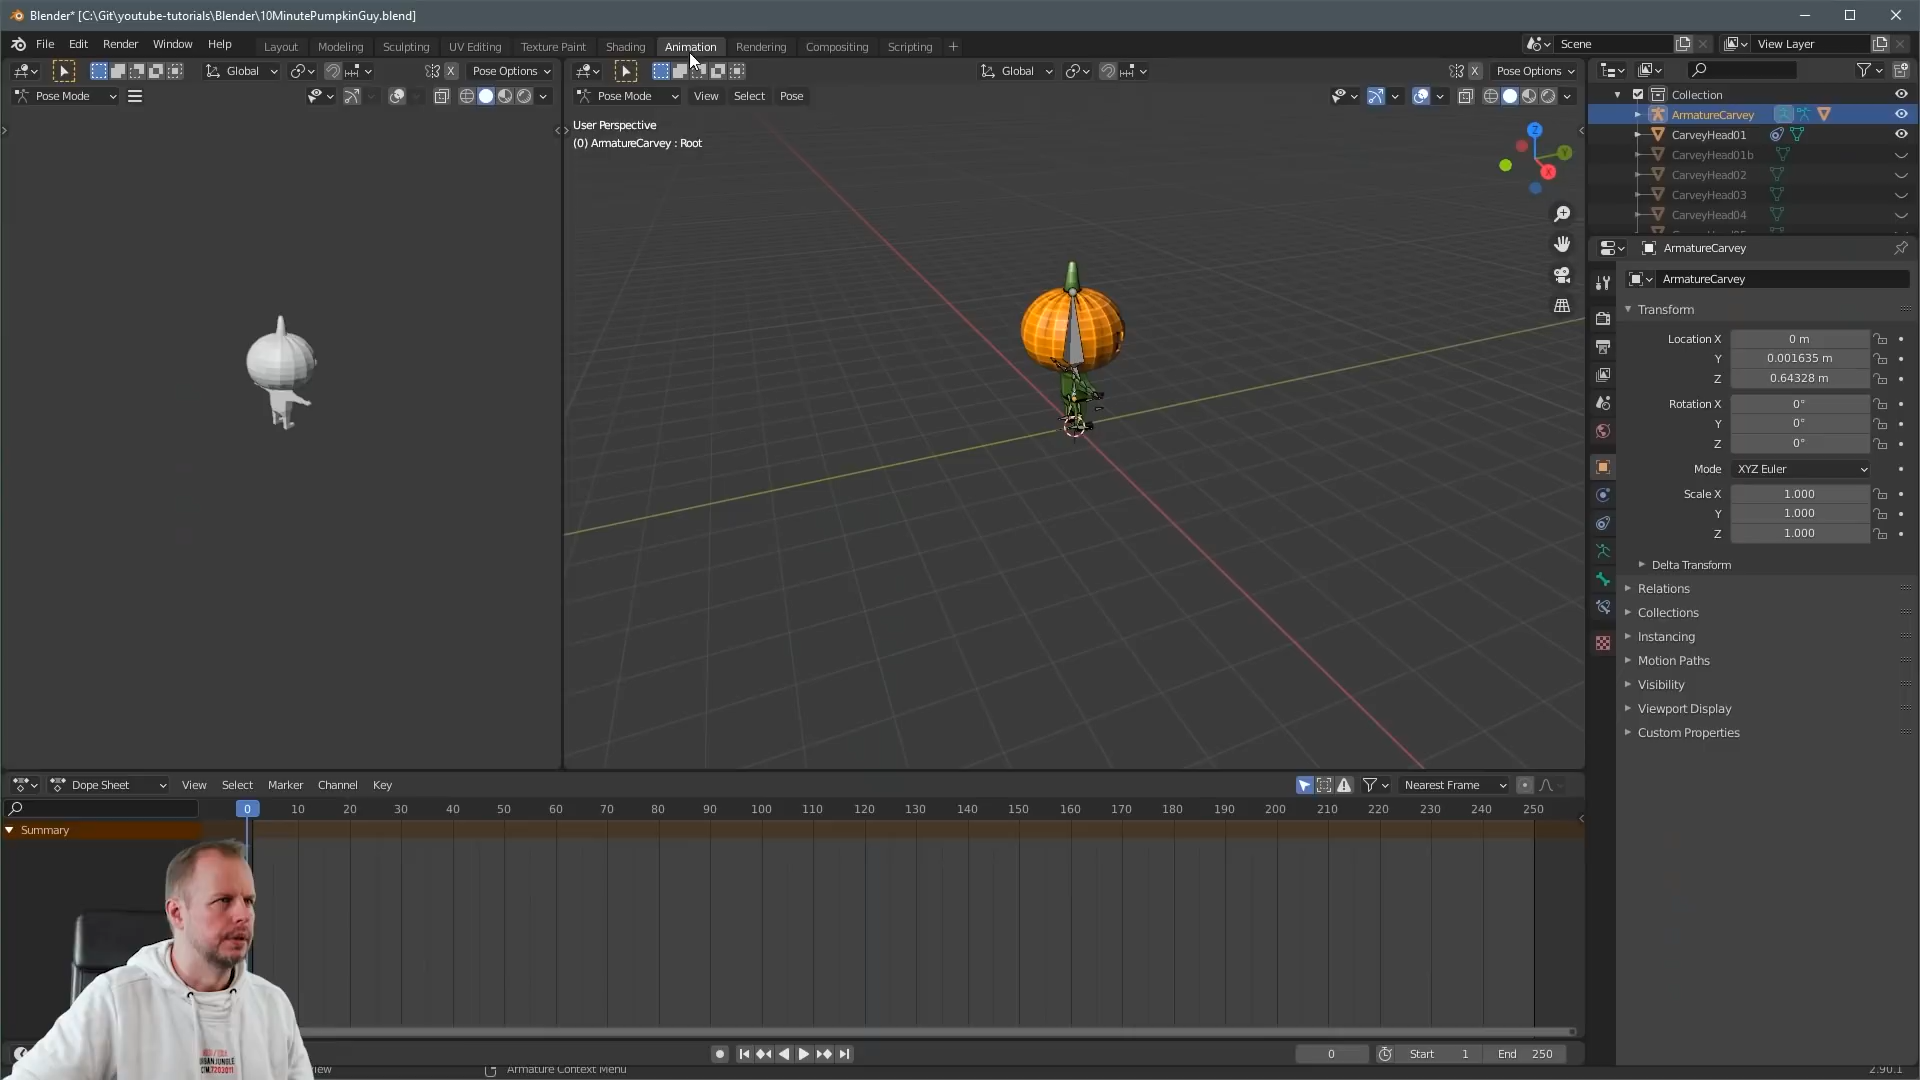 Blender* [C:\Git\youtube-tutorials\Blender\10MinutePumpkinGuy.blend]
File Edit Render Window Help
Layout Modeling Sculpting UV Editing Texture Paint Shading Animation Rendering Compositing Scripting +
Scene
View Layer
Global
X
Pose Options
Global
X
Pose Options
Pose Mode
Pose Mode
View Select Pose
User Perspective
(0) ArmatureCarvey : Root
Z
Y
X
Collection
ArmatureCarvey
CarveyHead01
CarveyHead01b
CarveyHead02
CarveyHead03
CarveyHead04
ArmatureCarvey
ArmatureCarvey
Transform
Location X 0 m
Y 0.001635 m
Z 0.64328 m
Rotation X 0°
Y 0°
Z 0°
Mode XYZ Euler
Scale X 1.000
Y 1.000
Z 1.000
Delta Transform
Relations
Collections
Instancing
Motion Paths
Visibility
Viewport Display
Custom Properties
Dope Sheet
View Select Marker Channel Key
Nearest Frame
0 10 20 30 40 50 60 70 80 90 100 110 120 130 140 150 160 170 180 190 200 210 220 230 240 250
Summary
0
Start 1
End 250
Armature Context Menu
2.90.1